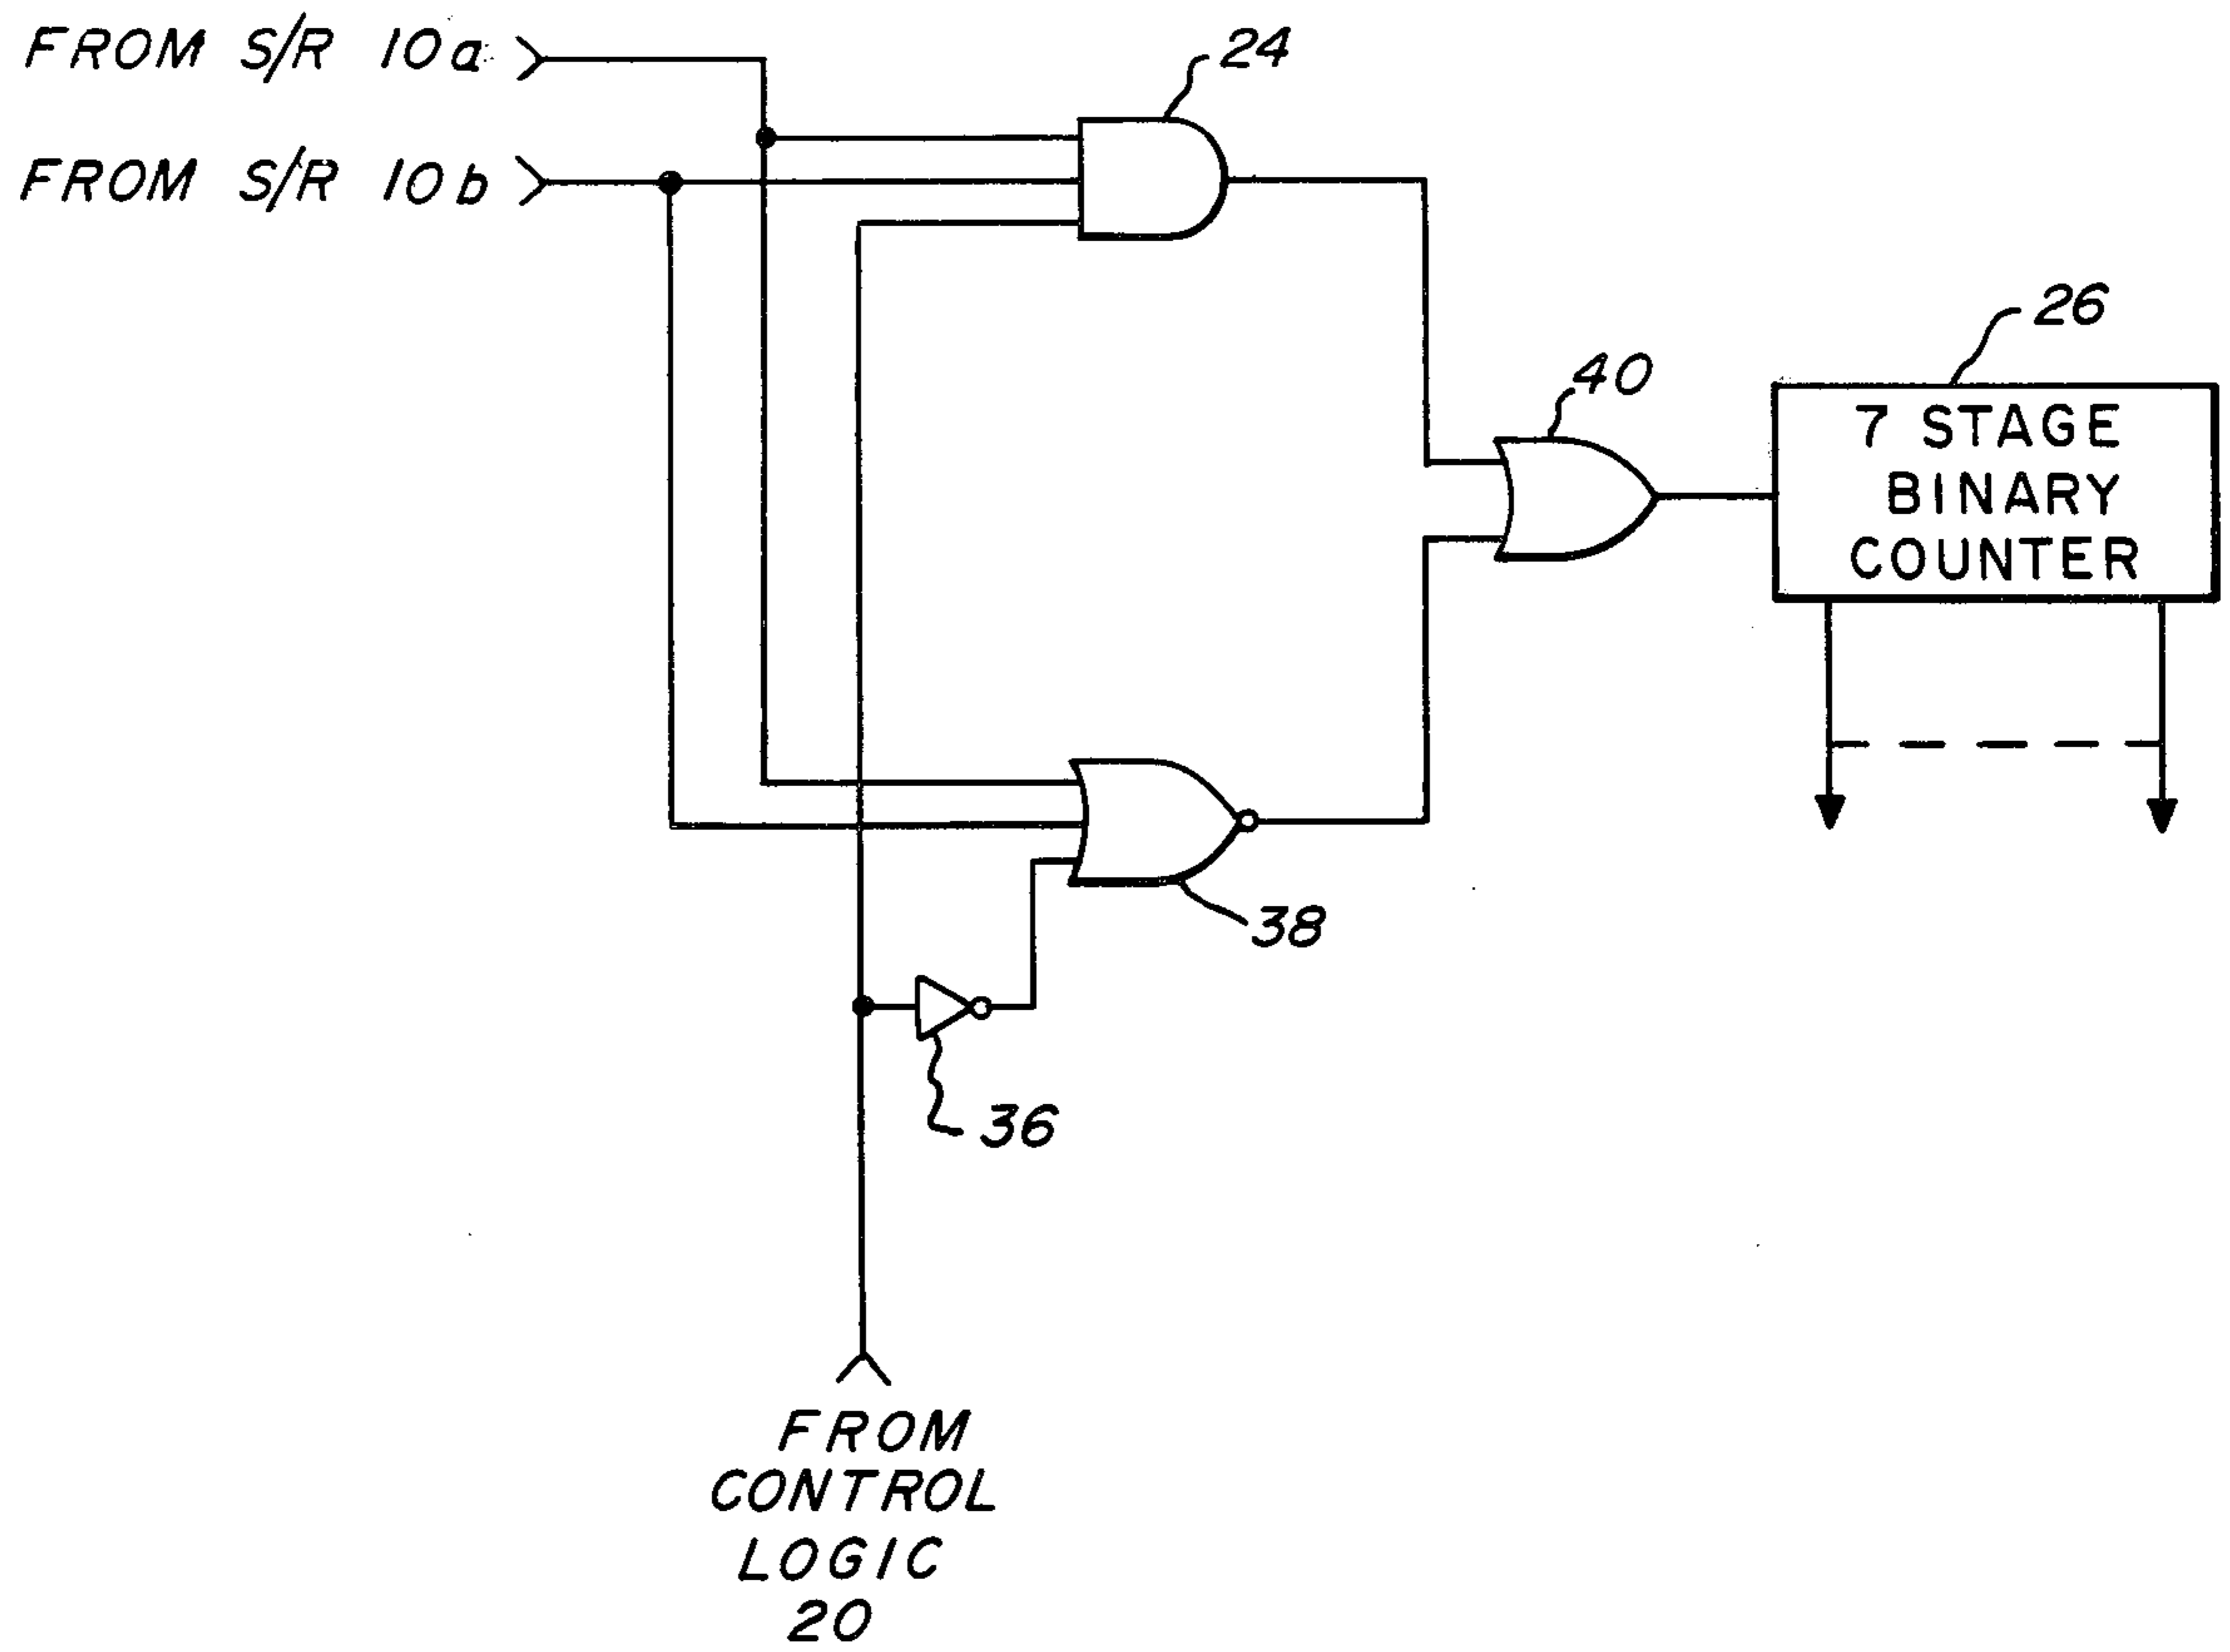 FROM S/R 10a
24
FROM S/R 10b
26
40
7 STAGE
BINARY
COUNTER
38
36
FROM
CONTROL
LOGIC
20